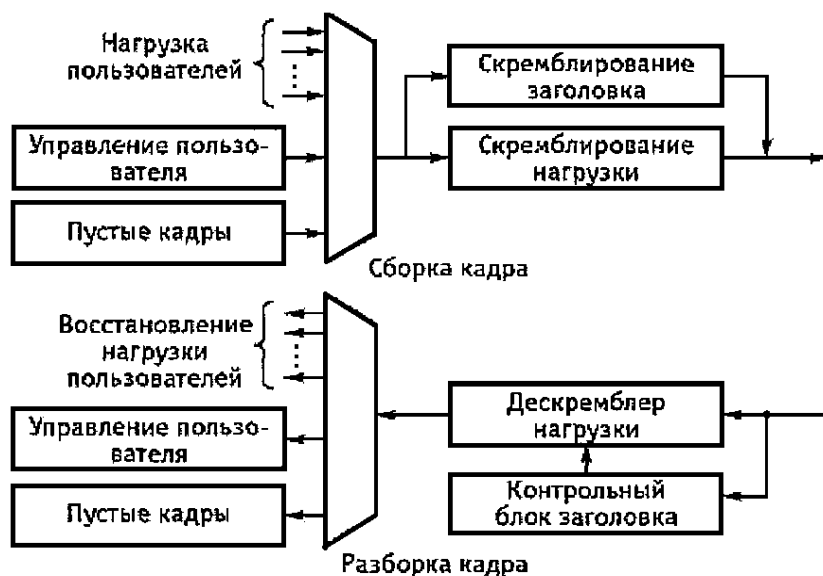 Нагрузка
пользователей
Скремблирование
заголовка
Управление пользо-
вателя
Скремблирование
нагрузки
Пустые кадры
Сборка кадра
Восстановление
нагрузки
пользователей
Дескремблер
нагрузки
Управление пользо-
вателя
Контрольный
блок заголовка
Пустые кадры
Разборка кадра